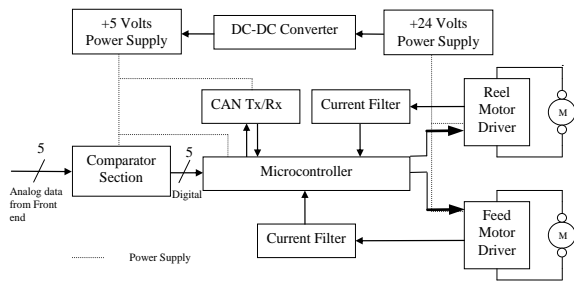 +5 Volts
Power Supply
DC-DC Converter
+24 Volts
Power Supply
CAN Tx/Rx
Current Filter
Reel
Motor
Driver
M
5
Comparator
Section
5
Digital
Microcontroller
Analog data
from Front
end
Current Filter
Feed
Motor
Driver
M
Power Supply